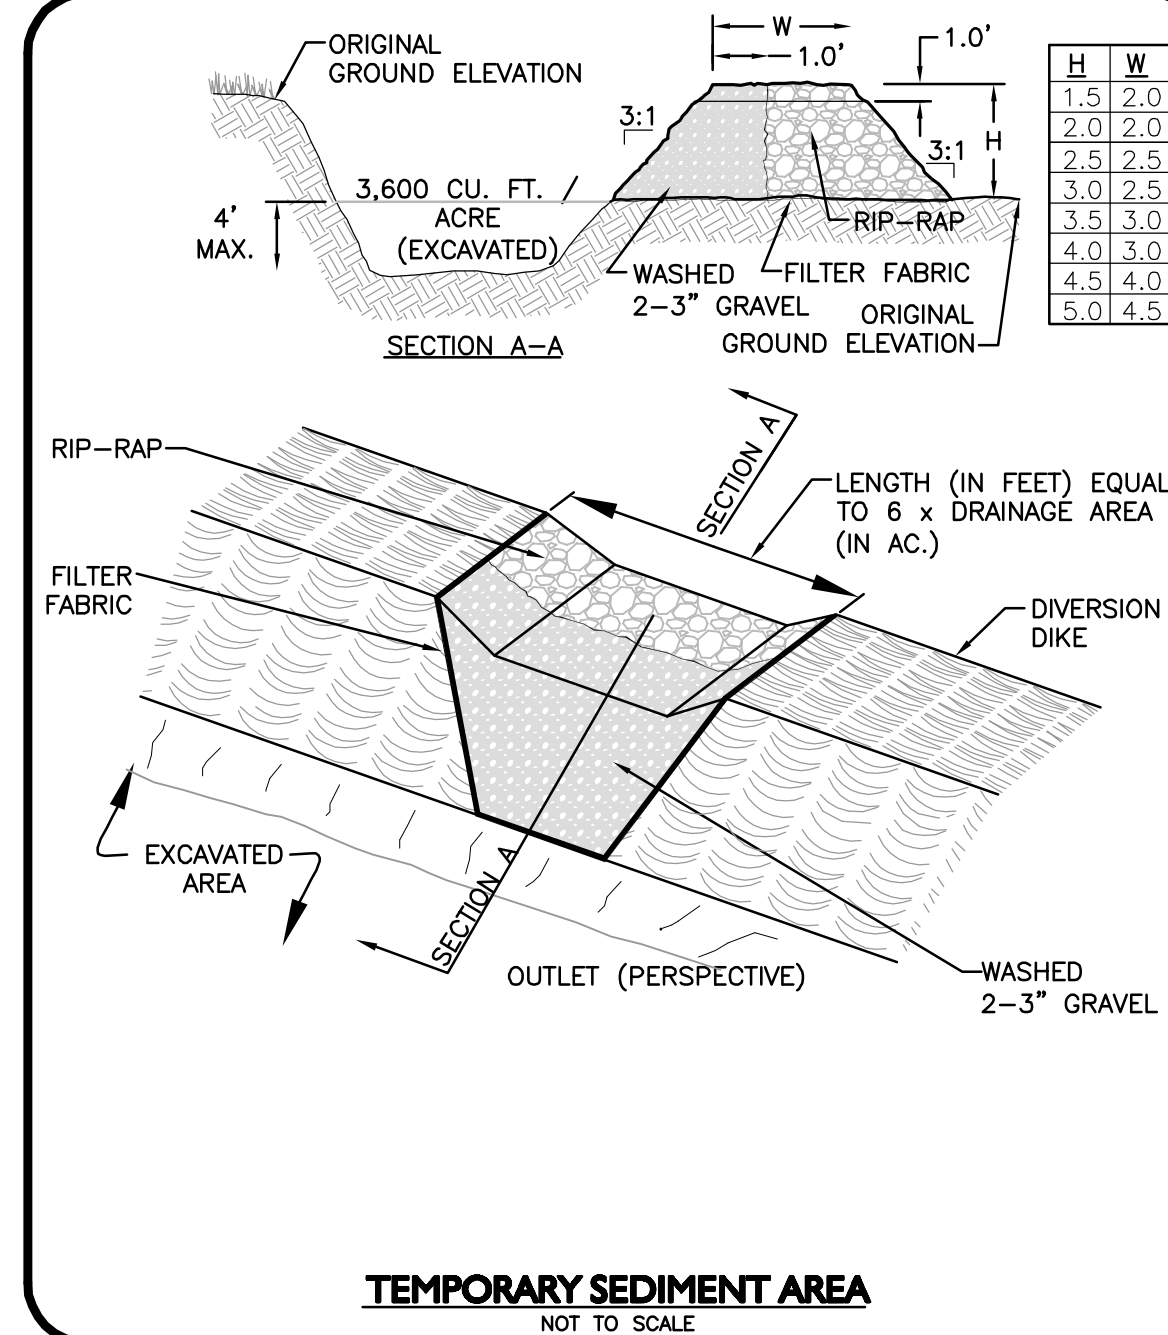 ORIGINAL
GROUND ELEVATION
W
1.0'
1.0'
3:1
3:1
H
3,600 CU. FT. /
ACRE
(EXCAVATED)
4'
MAX.
RIP-RAP
WASHED
2-3" GRAVEL
FILTER FABRIC
ORIGINAL
GROUND ELEVATION
SECTION A-A
H W
1.5 2.0
2.0 2.0
2.5 2.5
3.0 2.5
3.5 3.0
4.0 3.0
4.5 4.0
5.0 4.5
RIP-RAP
FILTER
FABRIC
SECTION A
LENGTH (IN FEET) EQUAL
TO 6 x DRAINAGE AREA
(IN AC.)
DIVERSION
DIKE
EXCAVATED
AREA
SECTION A
OUTLET (PERSPECTIVE)
WASHED
2-3" GRAVEL
TEMPORARY SEDIMENT AREA
NOT TO SCALE